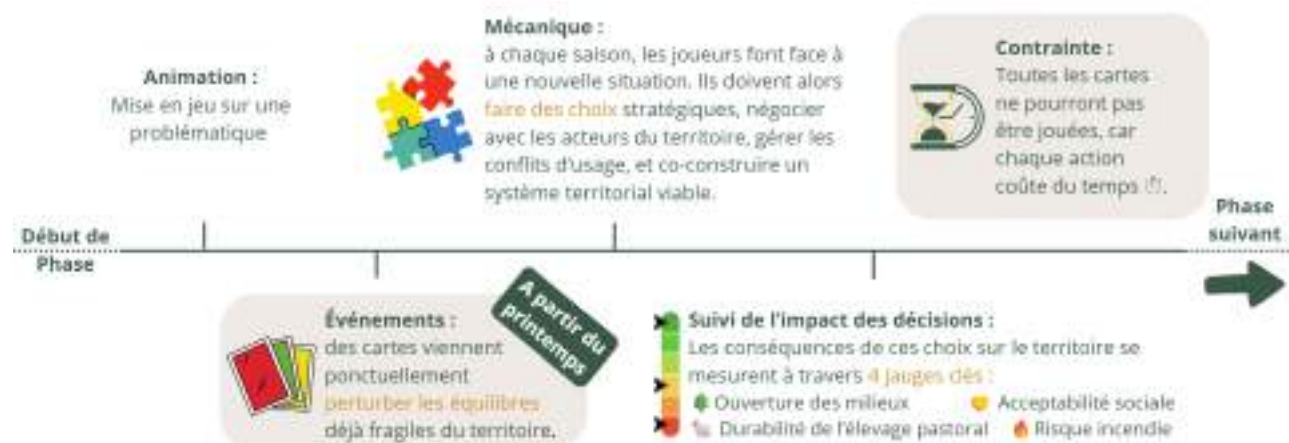 Animation :
Mise en jeu sur une
problématique
Mécanique :
à chaque saison, les joueurs font face à
une nouvelle situation. Ils doivent alors
faire des choix stratégiques, négocier
avec les acteurs du territoire, gérer les
conflits d'usage, et co-construire un
système territorial viable.
Contrainte :
Toutes les cartes
ne pourront pas
être jouées, car
chaque action
coûte du temps ⏱.
Début de
Phase
Phase
suivant
Événements :
des cartes viennent
ponctuellement
perturber les équilibres
déjà fragiles du territoire.
A partir du
printemps
Suivi de l'impact des décisions :
Les conséquences de ces choix sur le territoire se
mesurent à travers 4 jauges clés :
Ouverture des milieux
Acceptabilité sociale
Durabilité de l'élevage pastoral
Risque incendie